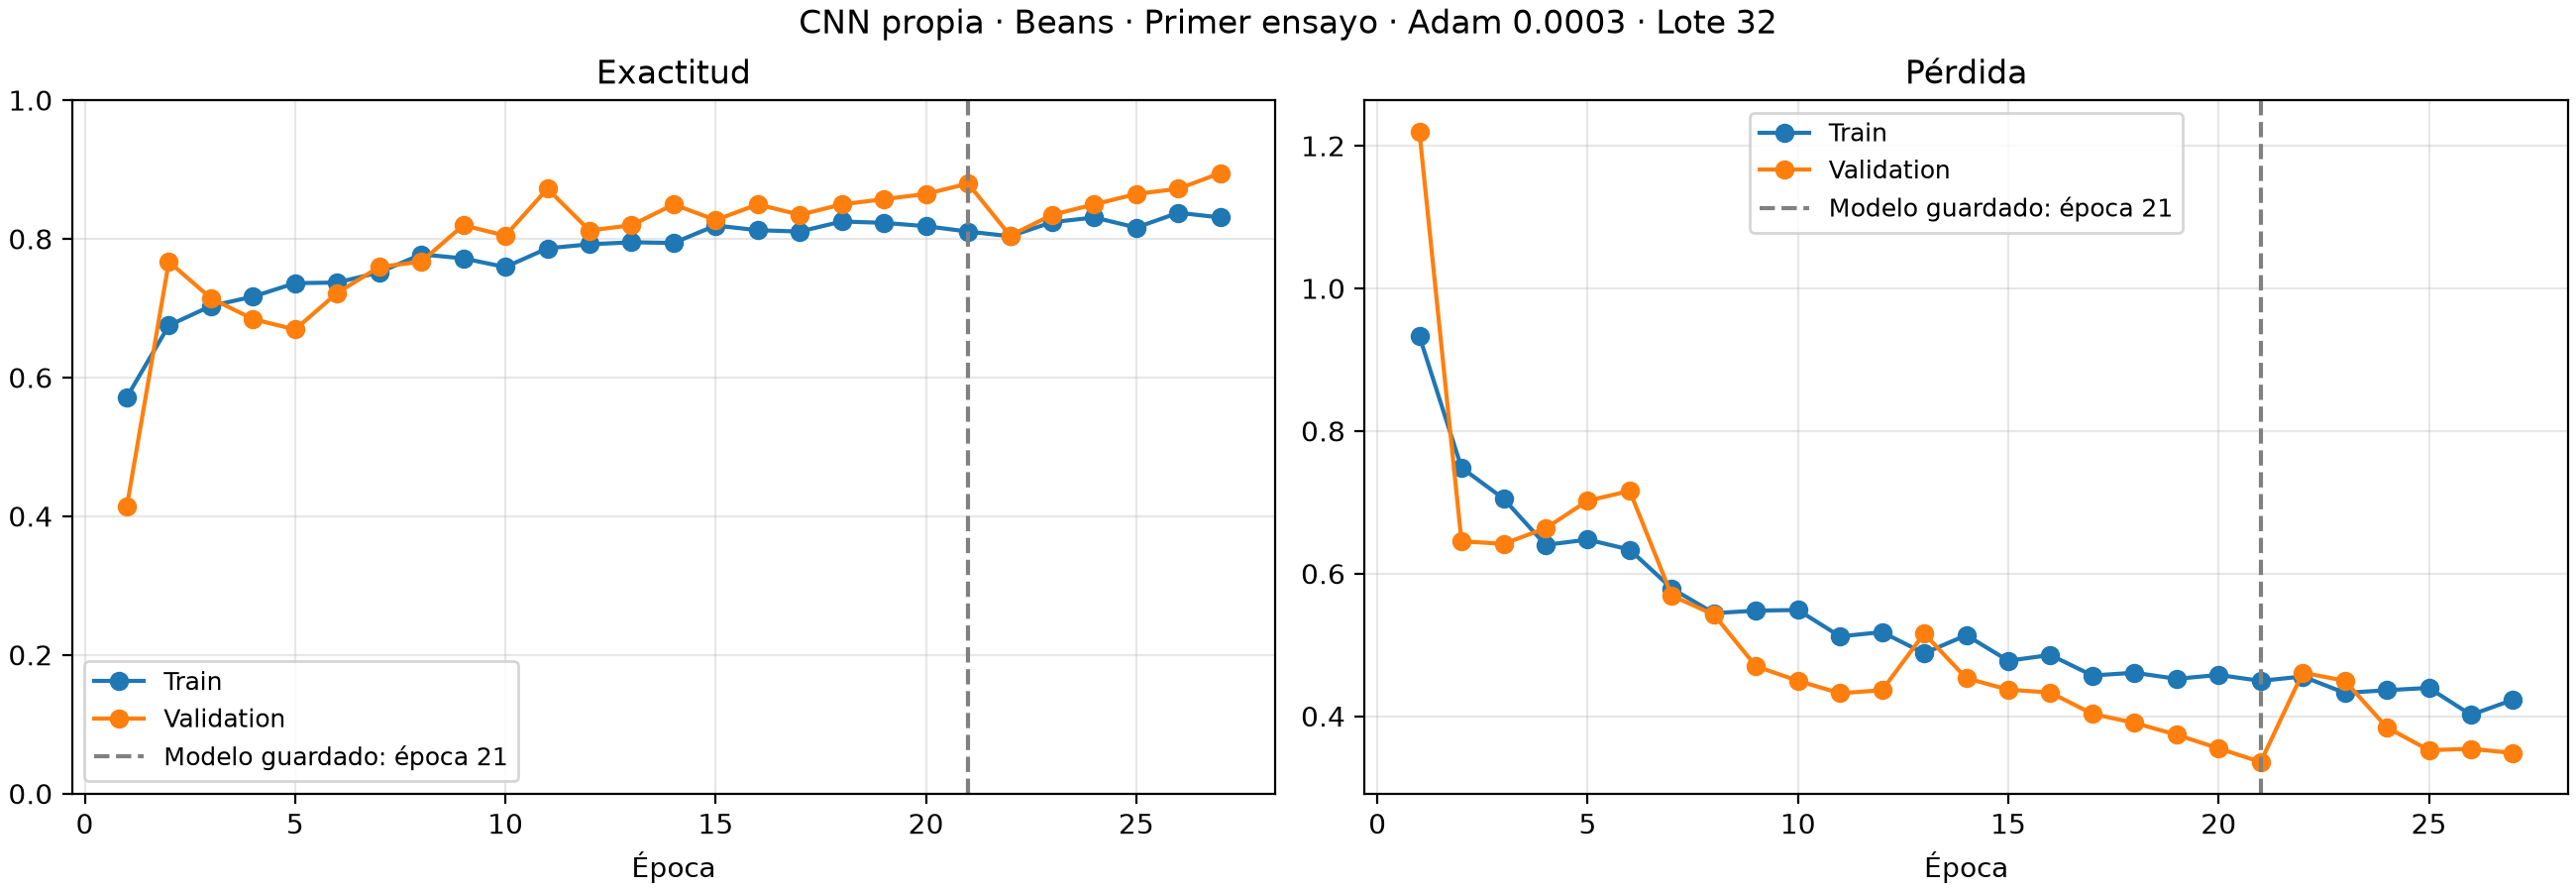 CNN propia · Beans · Primer ensayo · Adam 0.0003 · Lote 32
Exactitud
1.0
0.8
0.6
0.4
0.2
0.0
Train
Validation
Modelo guardado: época 21
0 5 10 15 20 25
Época
Pérdida
1.2
1.0
0.8
0.6
0.4
Train
Validation
Modelo guardado: época 21
0 5 10 15 20 25
Época